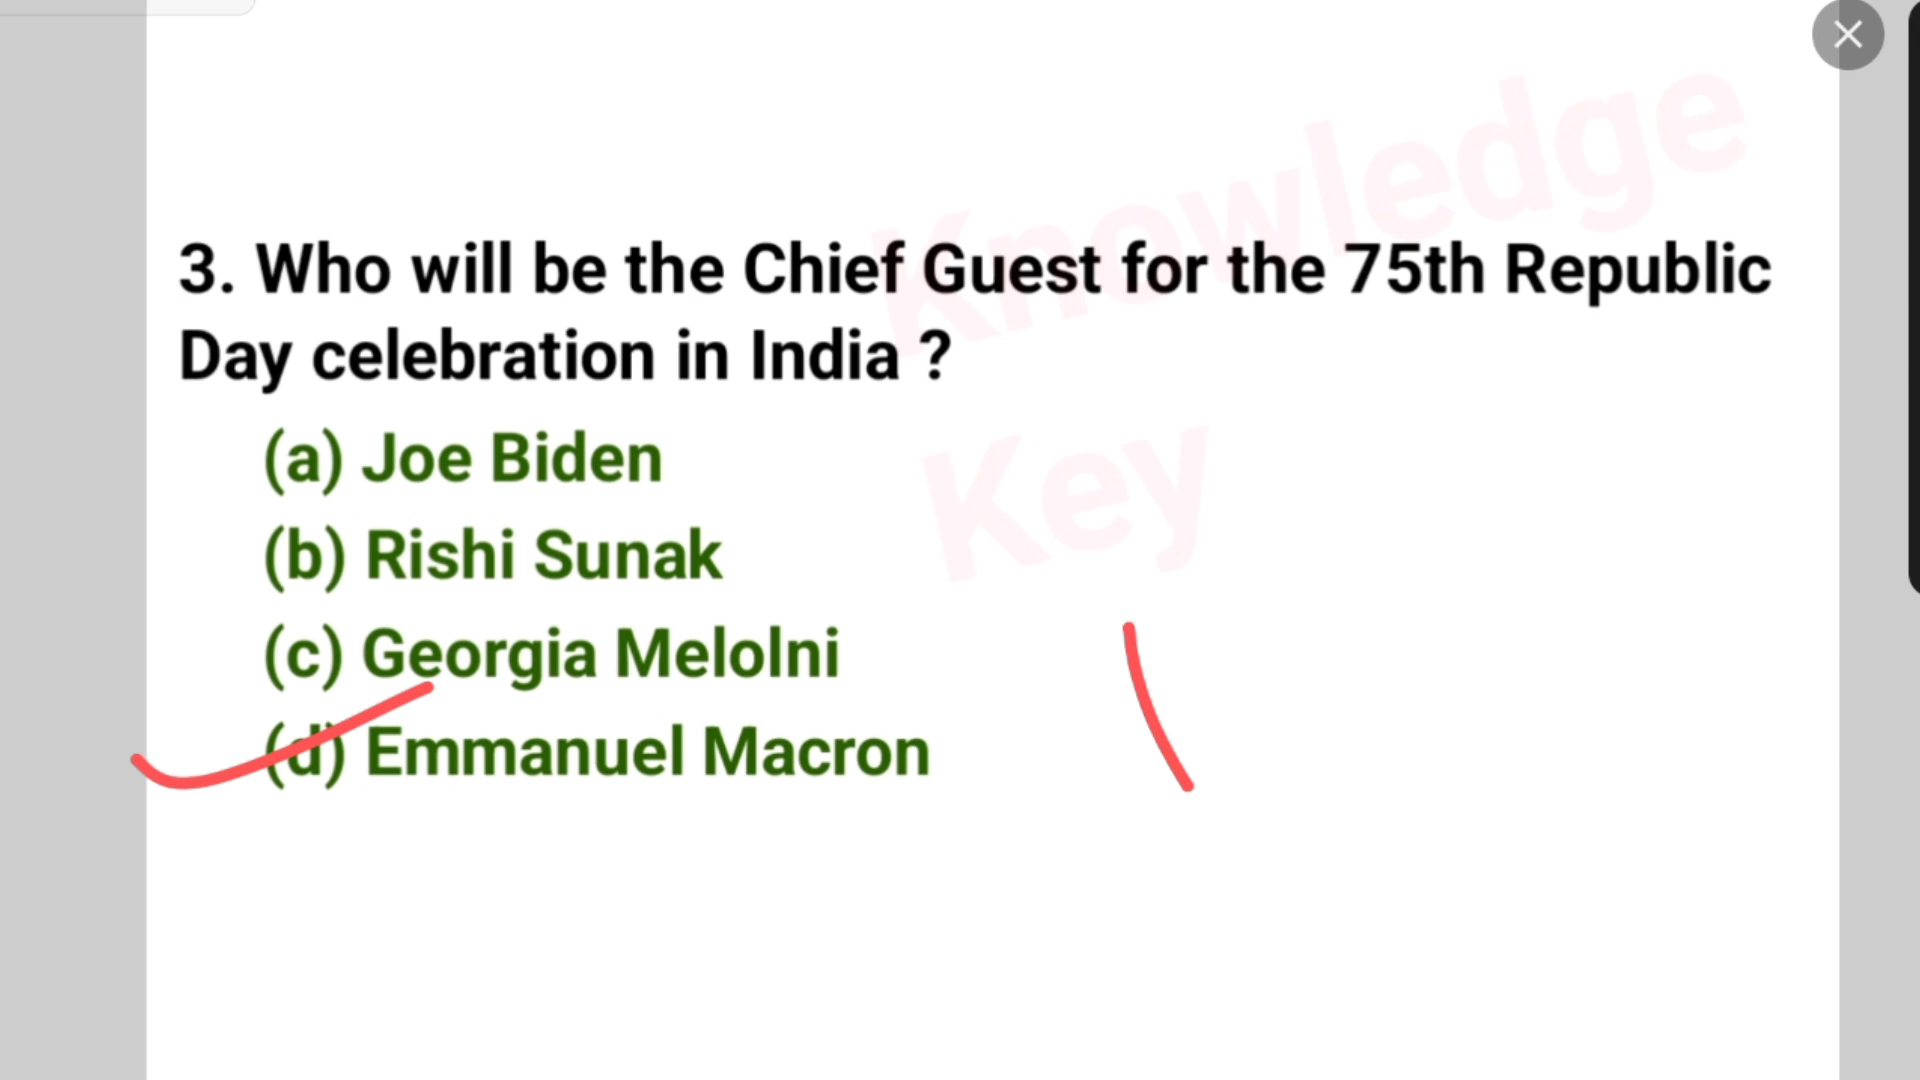 Knowledge
Key
3. Who will be the Chief Guest for the 75th Republic
Day celebration in India ?
(a) Joe Biden
(b) Rishi Sunak
(c) Georgia Melolni
(d) Emmanuel Macron